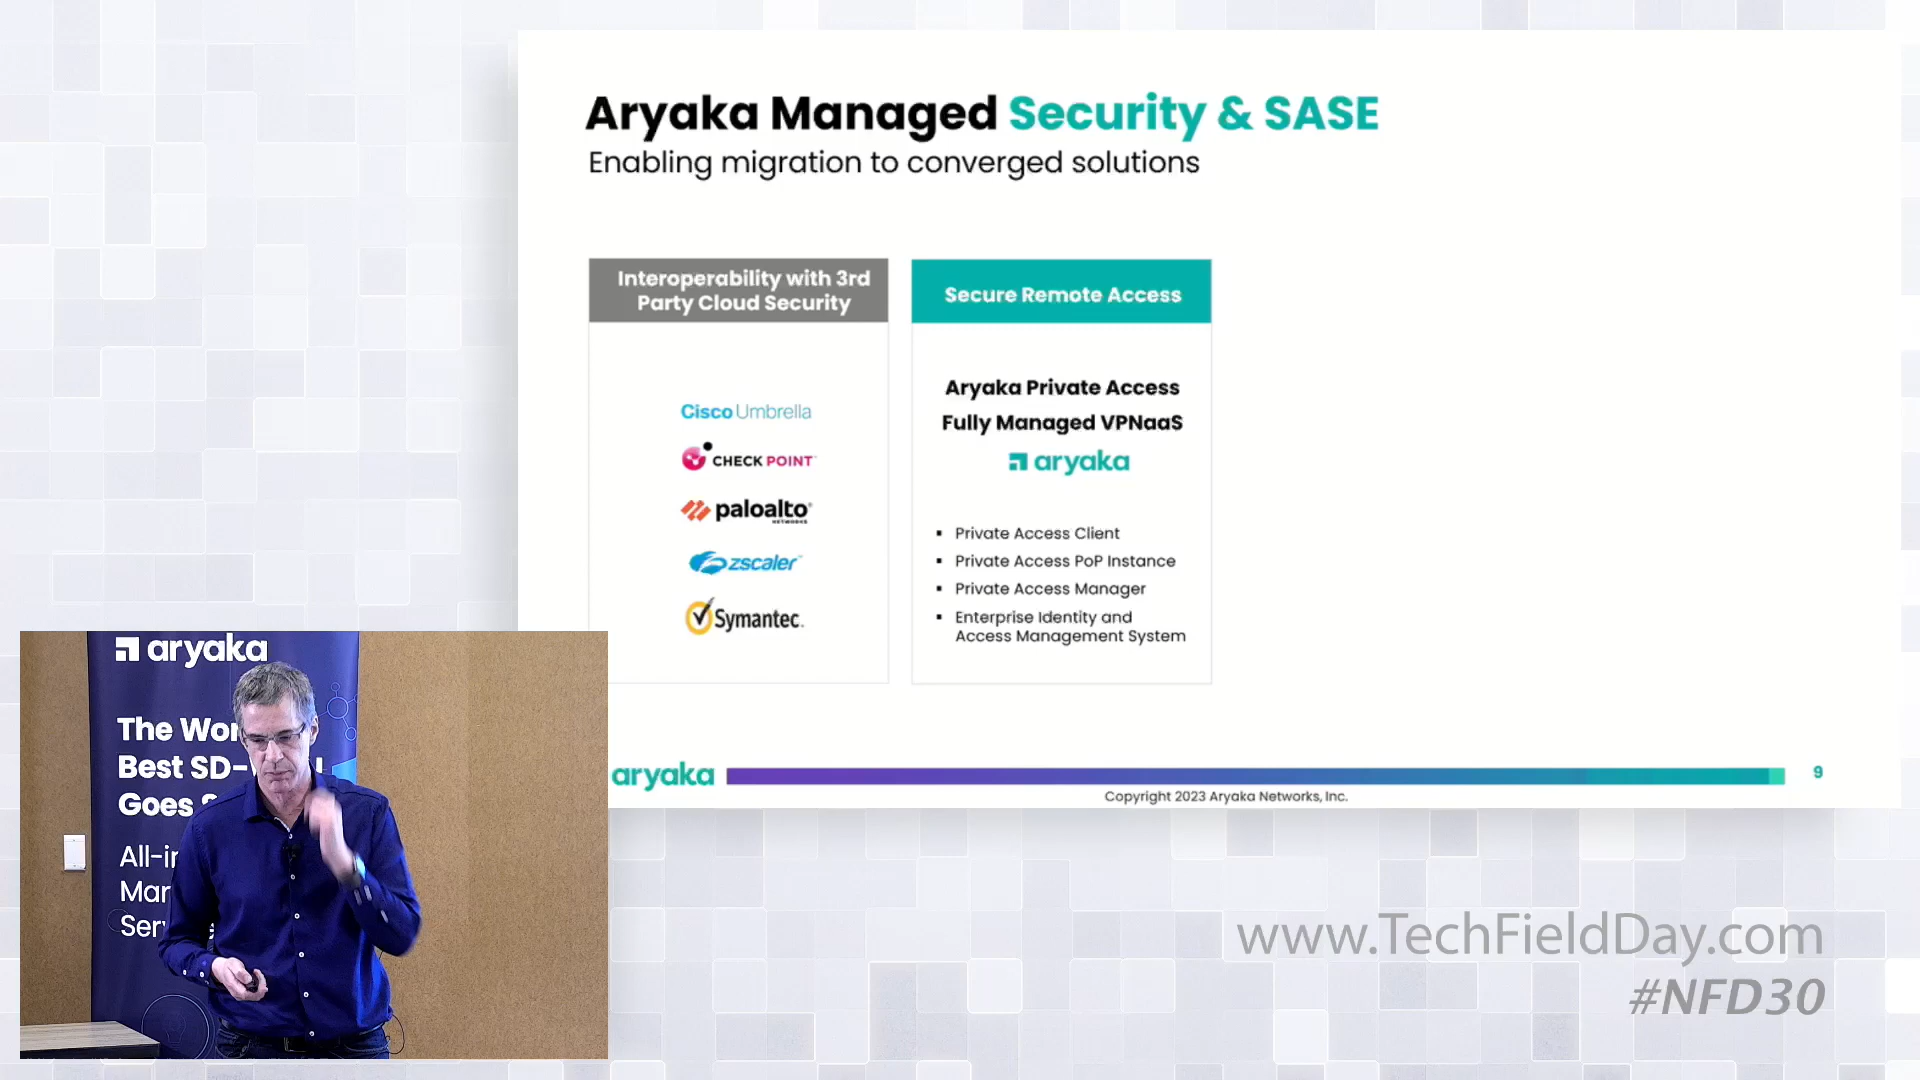 Aryaka Managed Security & SASE
Enabling migration to converged solutions
Interoperability with 3rd
Party Cloud Security
Cisco Umbrella
CHECK POINT
paloalto
NETWORKS
zscaler
Symantec.
Secure Remote Access
Aryaka Private Access
Fully Managed VPNaaS
aryaka
▪ Private Access Client
▪ Private Access PoP Instance
▪ Private Access Manager
▪ Enterprise Identity and
Access Management System
aryaka
9
Copyright 2023 Aryaka Networks, Inc.
aryaka
The Wor
Best SD-
Goes
All-in
Man
Ser
www.TechFieldDay.com
#NFD30